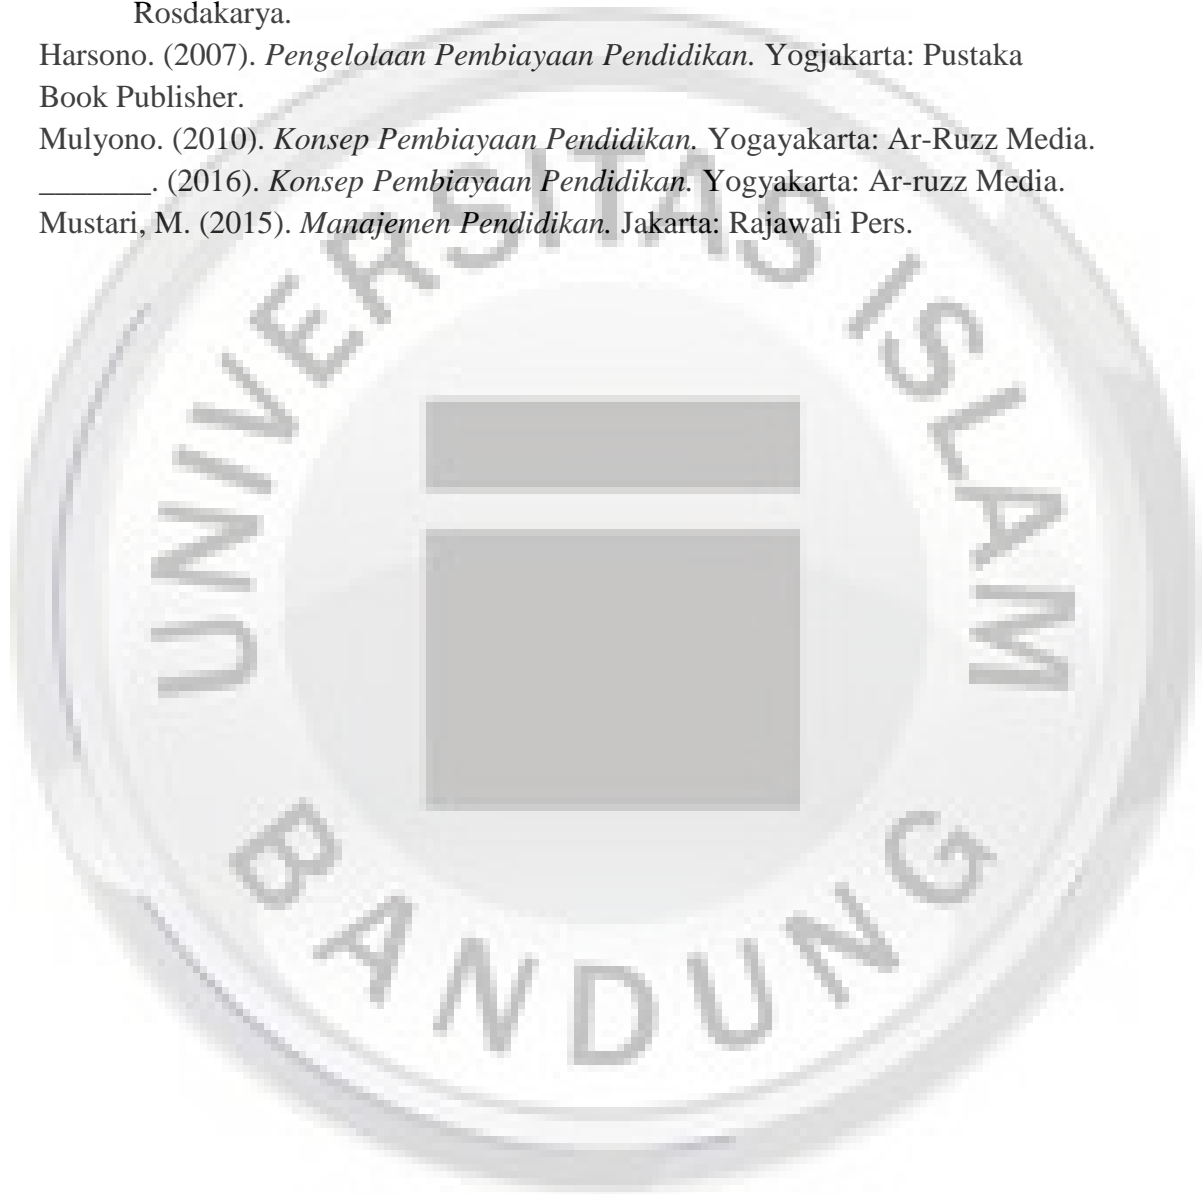 Rosdakarya.
Harsono. (2007). Pengelolaan Pembiayaan Pendidikan. Yogjakarta: Pustaka
Book Publisher.
Mulyono. (2010). Konsep Pembiayaan Pendidikan. Yogayakarta: Ar-Ruzz Media.
_______. (2016). Konsep Pembiayaan Pendidikan. Yogyakarta: Ar-ruzz Media.
Mustari, M. (2015). Manajemen Pendidikan. Jakarta: Rajawali Pers.
UNIVERSITAS ISLAM
BANDUNG